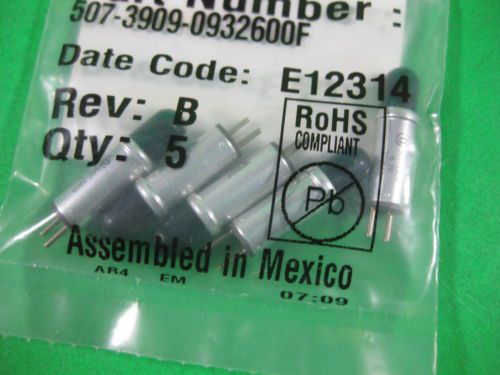 Number :
507-3909-0932600F
Date Code: E12314
Rev: B
Qty: 5
RoHS
COMPLIANT
Pb
Assembled in Mexico
AR4 EM
07:09